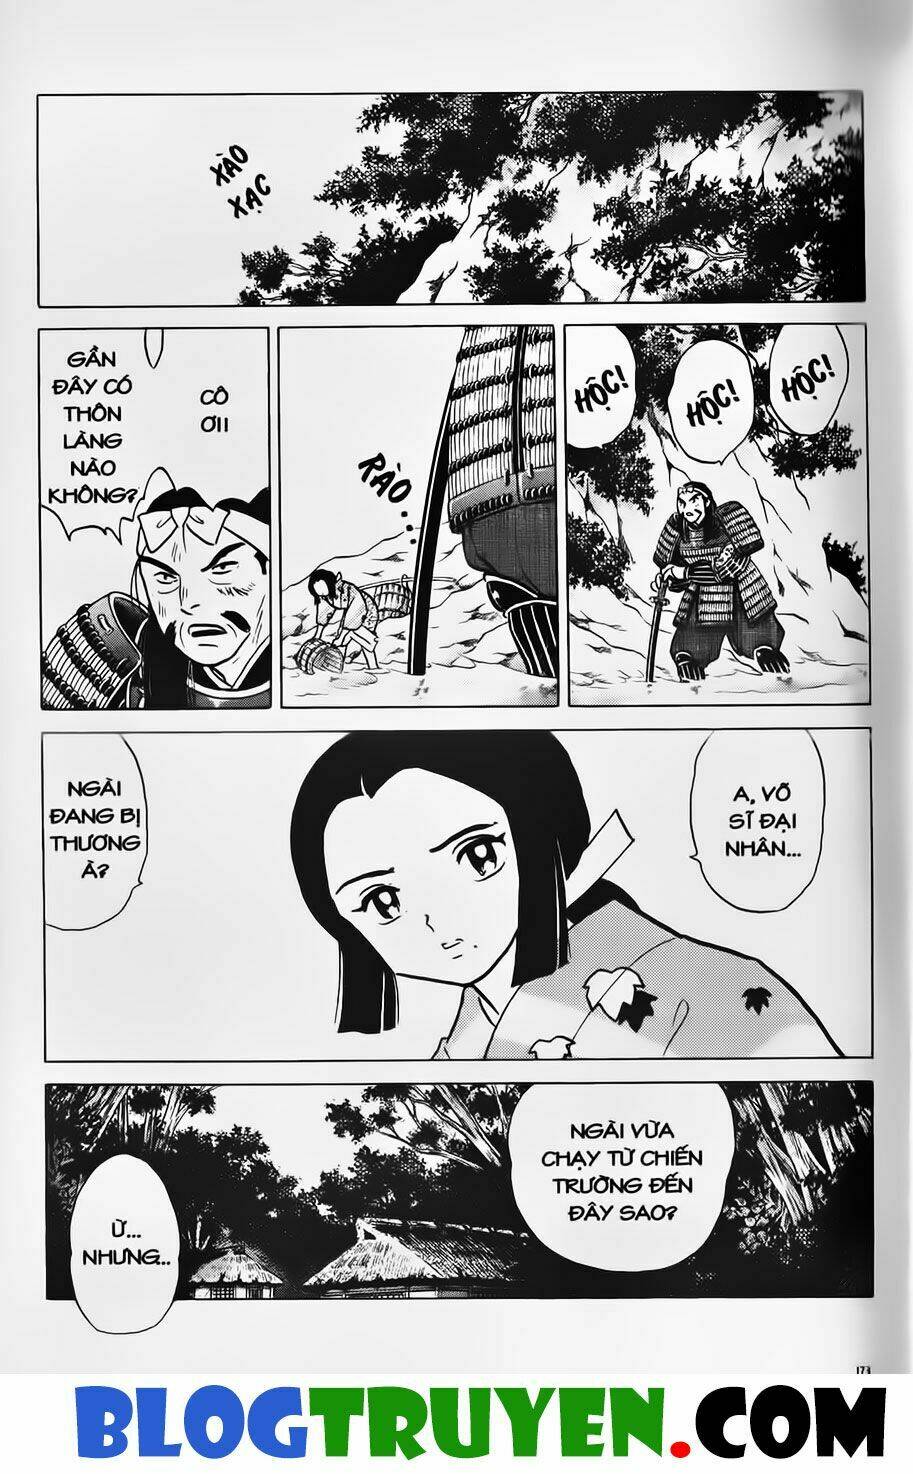 XÀO
XẠC
HỘC!
HỘC!
HỘC!
RÀO...
CÔ
ƠI!
GẦN
ĐÂY CÓ
THÔN
LÀNG
NÀO
KHÔNG?
A, VÕ
SĨ ĐẠI
NHÂN...
NGÀI
ĐANG BỊ
THƯƠNG
À?
NGÀI VỪA
CHẠY TỪ CHIẾN
TRƯỜNG ĐẾN
ĐÂY SAO?
Ừ...
NHƯNG...
173
BLOGTRUYEN.COM